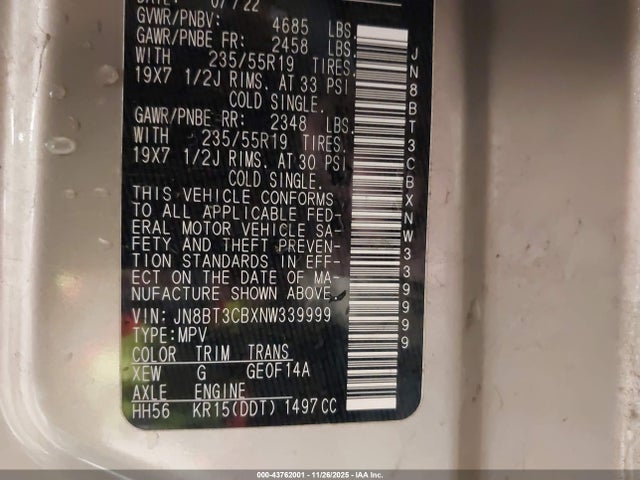 DATE: 07/22
GVWR/PNBV: 4685 LBS.
GAWR/PNBE FR: 2458 LBS.
WITH 235/55R19 TIRES.
19X7 1/2J RIMS. AT 33 PSI
COLD SINGLE.
GAWR/PNBE RR: 2348 LBS.
WITH 235/55R19 TIRES.
19X7 1/2J RIMS. AT 30 PSI
COLD SINGLE.
THIS VEHICLE CONFORMS
TO ALL APPLICABLE FED-
ERAL MOTOR VEHICLE SA-
FETY AND THEFT PREVEN-
TION STANDARDS IN EFF-
ECT ON THE DATE OF MA-
NUFACTURE SHOWN ABOVE.
VIN: JN8BT3CBXNW339999
TYPE:MPV
COLOR TRIM TRANS
XEW G GE0F14A
AXLE ENGINE
HH56 KR15(DDT) 1497CC
JN8BT3CBXNW339999
000-43762001 - 11/26/2025 - IAA Inc.